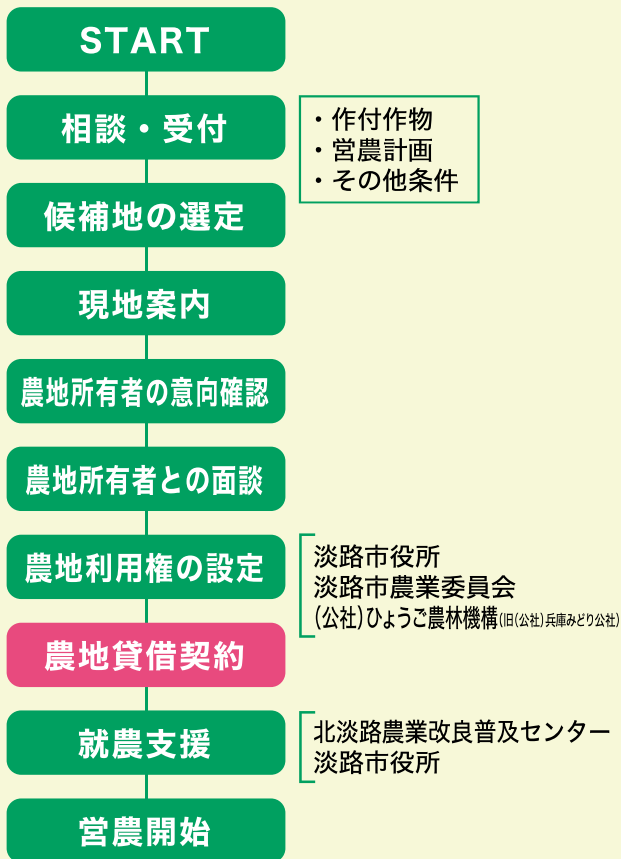 START
相談・受付
・作付作物
・営農計画
・その他条件
候補地の選定
現地案内
農地所有者の意向確認
農地所有者との面談
農地利用権の設定
淡路市役所
淡路市農業委員会
(公社)ひょうご農林機構(旧(公社)兵庫みどり公社)
農地貸借契約
就農支援
北淡路農業改良普及センター
淡路市役所
営農開始